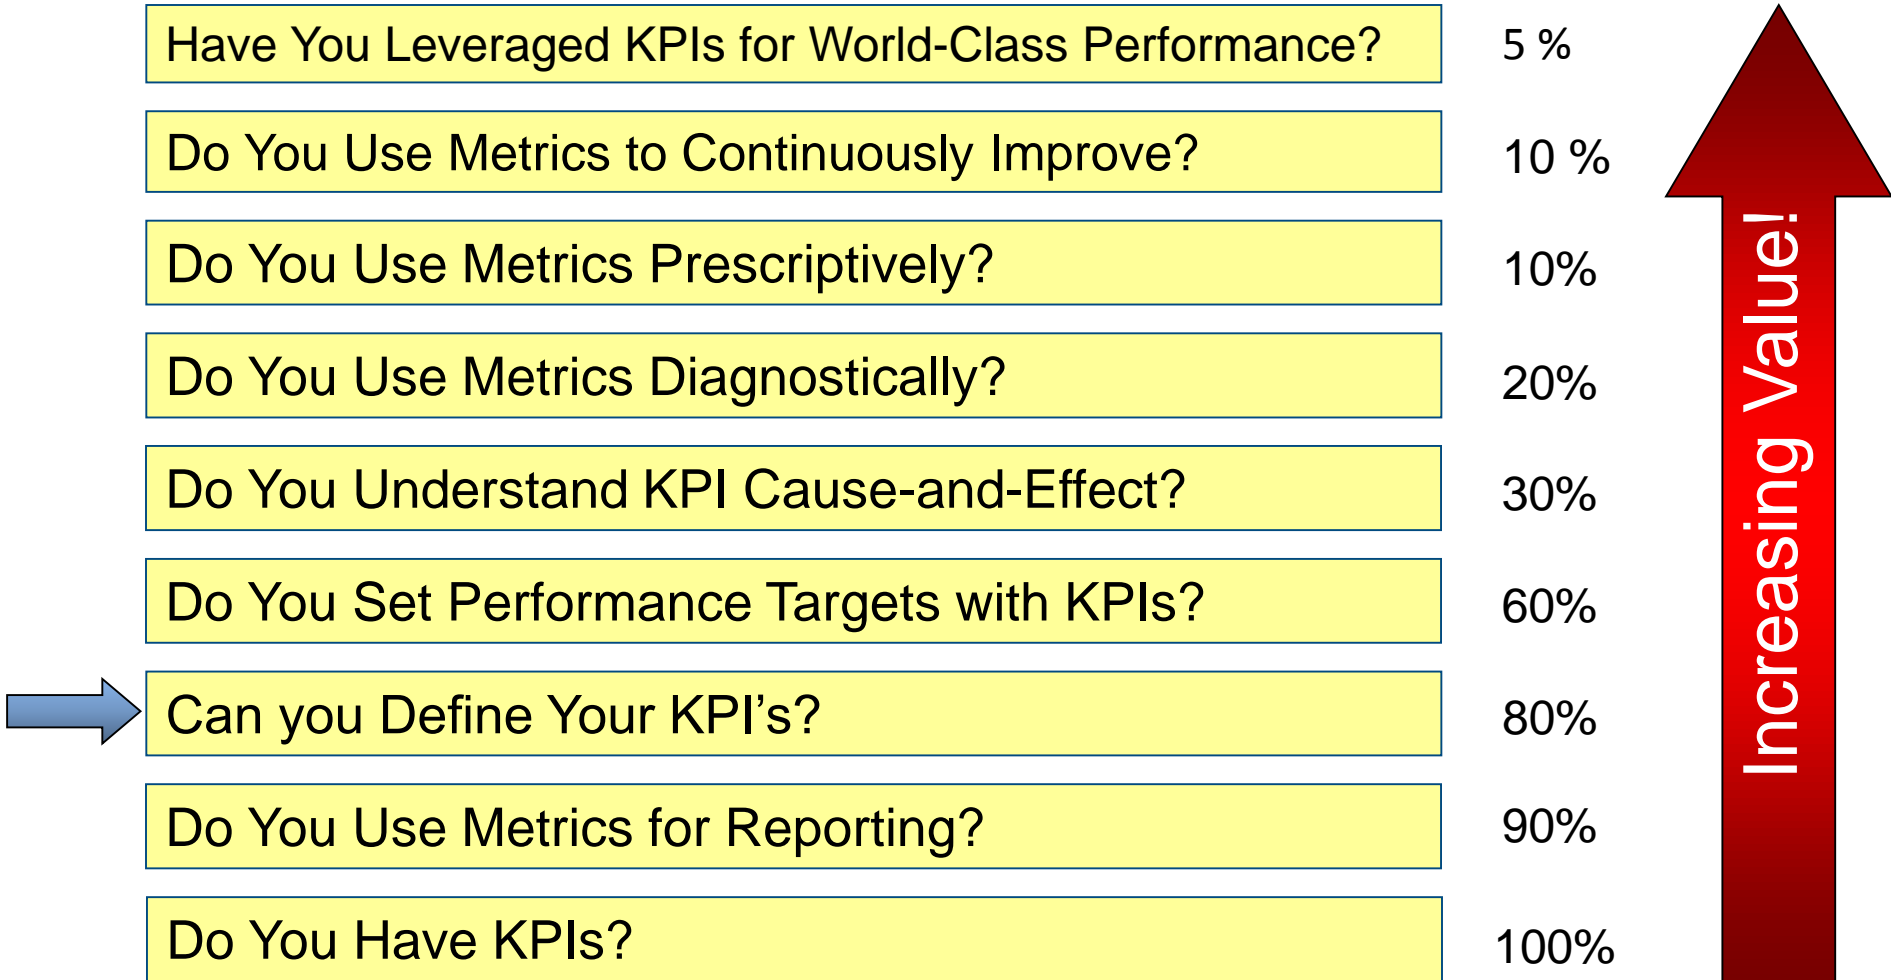 Have You Leveraged KPIs for World-Class Performance? 5 %
Do You Use Metrics to Continuously Improve? 10 %
Do You Use Metrics Prescriptively? 10%
Do You Use Metrics Diagnostically? 20%
Do You Understand KPI Cause-and-Effect? 30%
Do You Set Performance Targets with KPIs? 60%
Can you Define Your KPI’s? 80%
Do You Use Metrics for Reporting? 90%
Do You Have KPIs? 100%
Increasing Value!